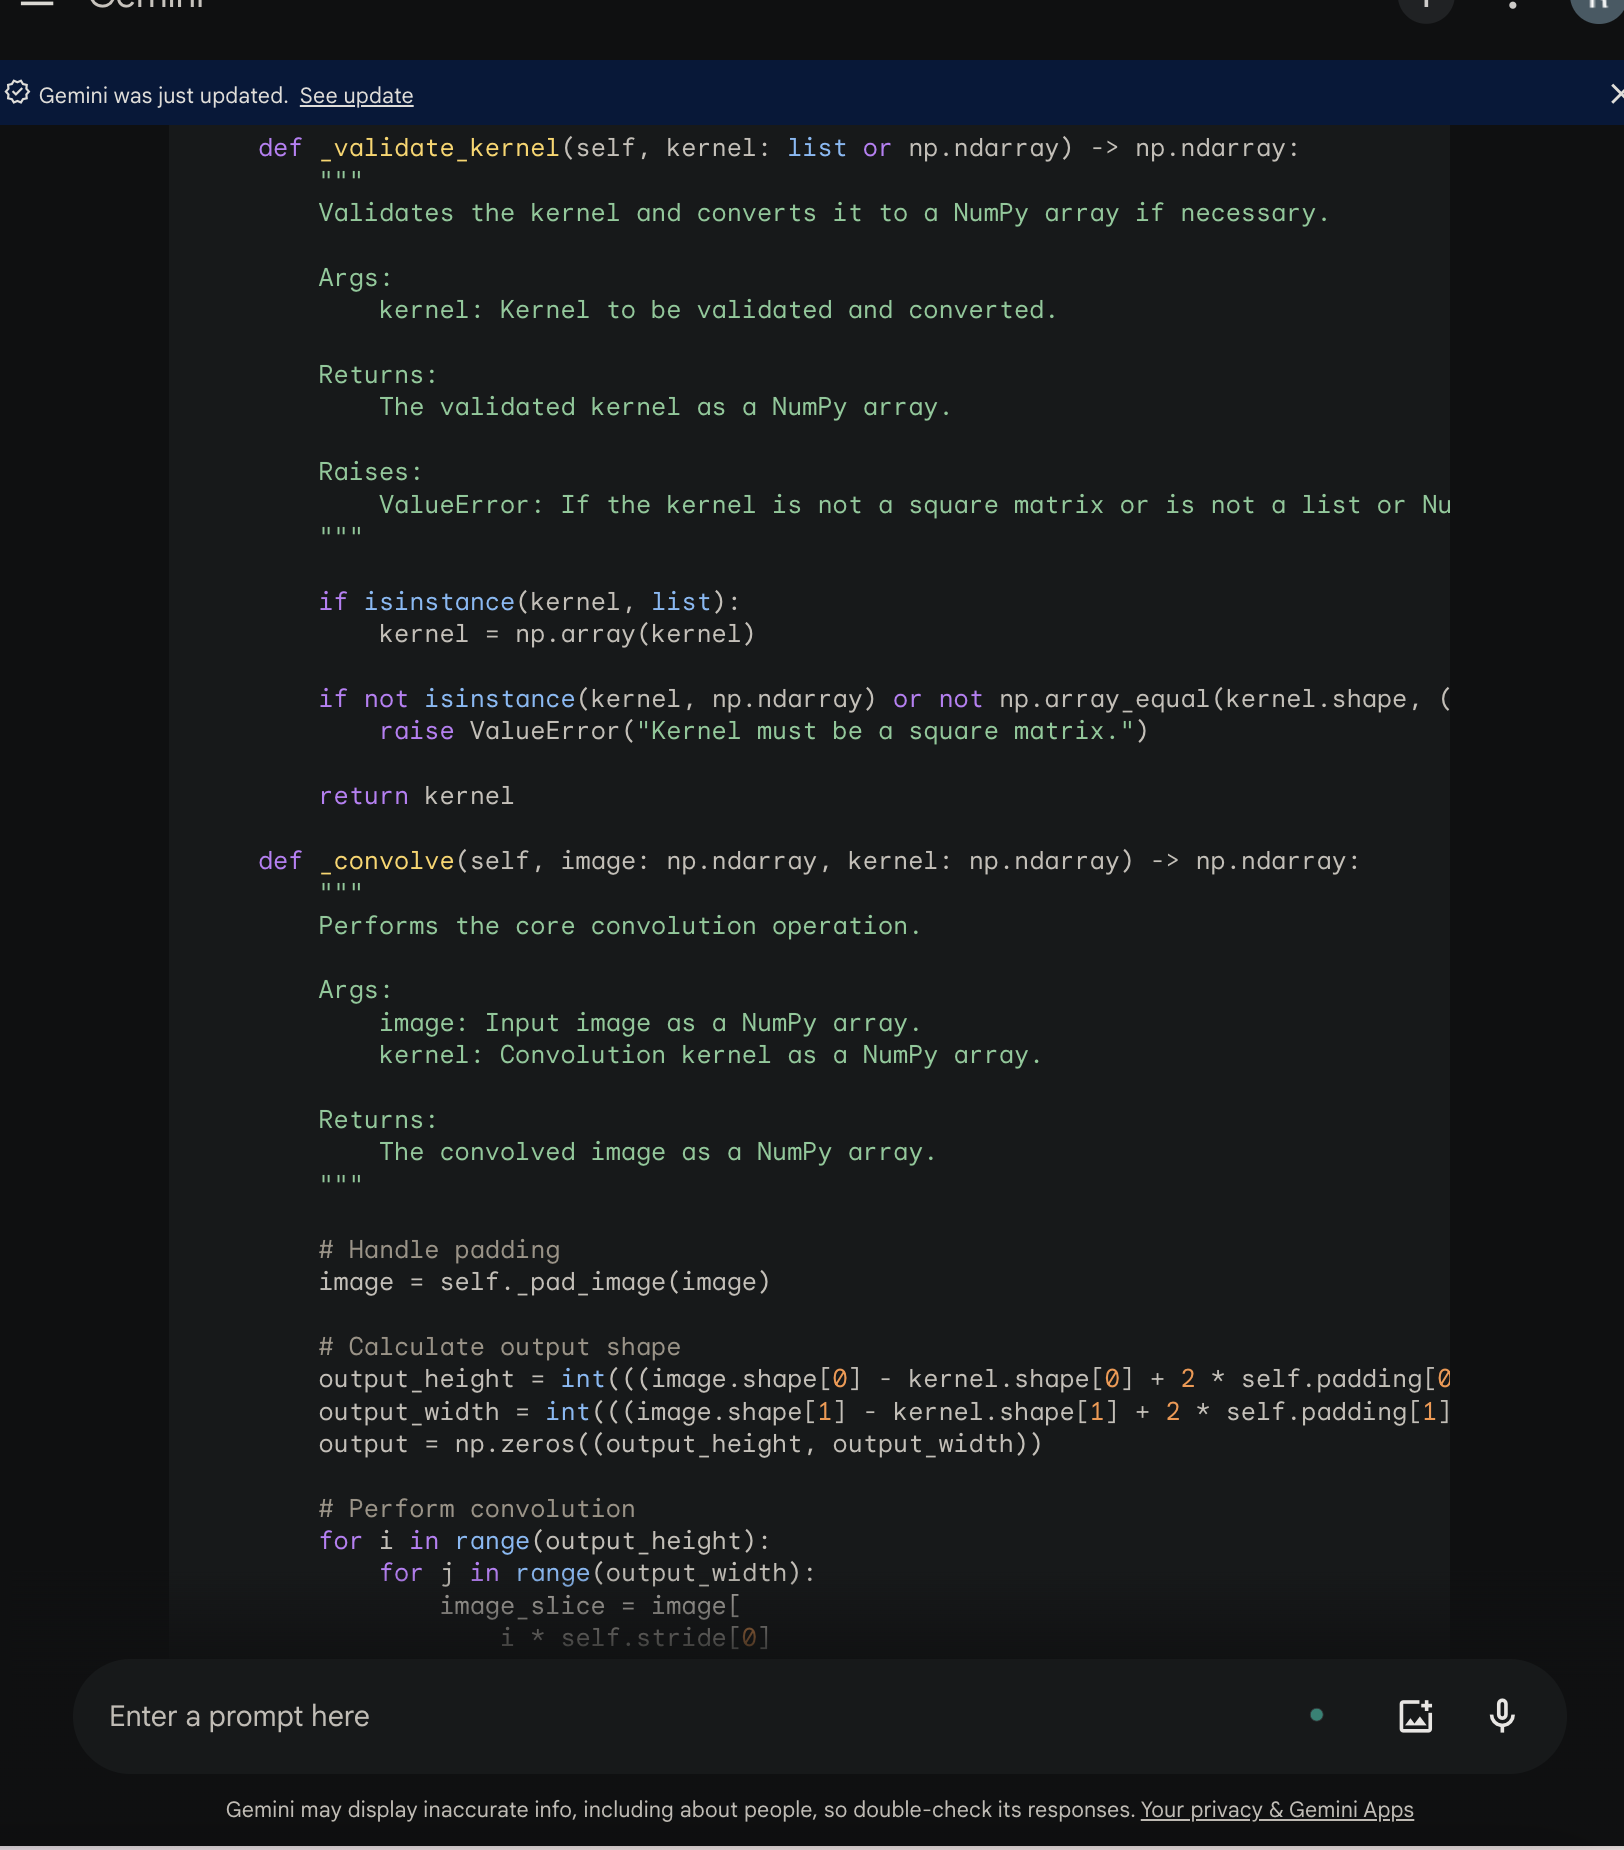 Gemini
Gemini was just updated. See update
def _validate_kernel(self, kernel: list or np.ndarray) -> np.ndarray:
"""
Validates the kernel and converts it to a NumPy array if necessary.
Args:
kernel: Kernel to be validated and converted.
Returns:
The validated kernel as a NumPy array.
Raises:
ValueError: If the kernel is not a square matrix or is not a list or Nu
"""
if isinstance(kernel, list):
kernel = np.array(kernel)
if not isinstance(kernel, np.ndarray) or not np.array_equal(kernel.shape, (
raise ValueError("Kernel must be a square matrix.")
return kernel
def _convolve(self, image: np.ndarray, kernel: np.ndarray) -> np.ndarray:
"""
Performs the core convolution operation.
Args:
image: Input image as a NumPy array.
kernel: Convolution kernel as a NumPy array.
Returns:
The convolved image as a NumPy array.
"""
# Handle padding
image = self._pad_image(image)
# Calculate output shape
output_height = int(((image.shape[0] - kernel.shape[0] + 2 * self.padding[0
output_width = int(((image.shape[1] - kernel.shape[1] + 2 * self.padding[1]
output = np.zeros((output_height, output_width))
# Perform convolution
for i in range(output_height):
for j in range(output_width):
image_slice = image[
i * self.stride[0]
Enter a prompt here
Gemini may display inaccurate info, including about people, so double-check its responses. Your privacy & Gemini Apps